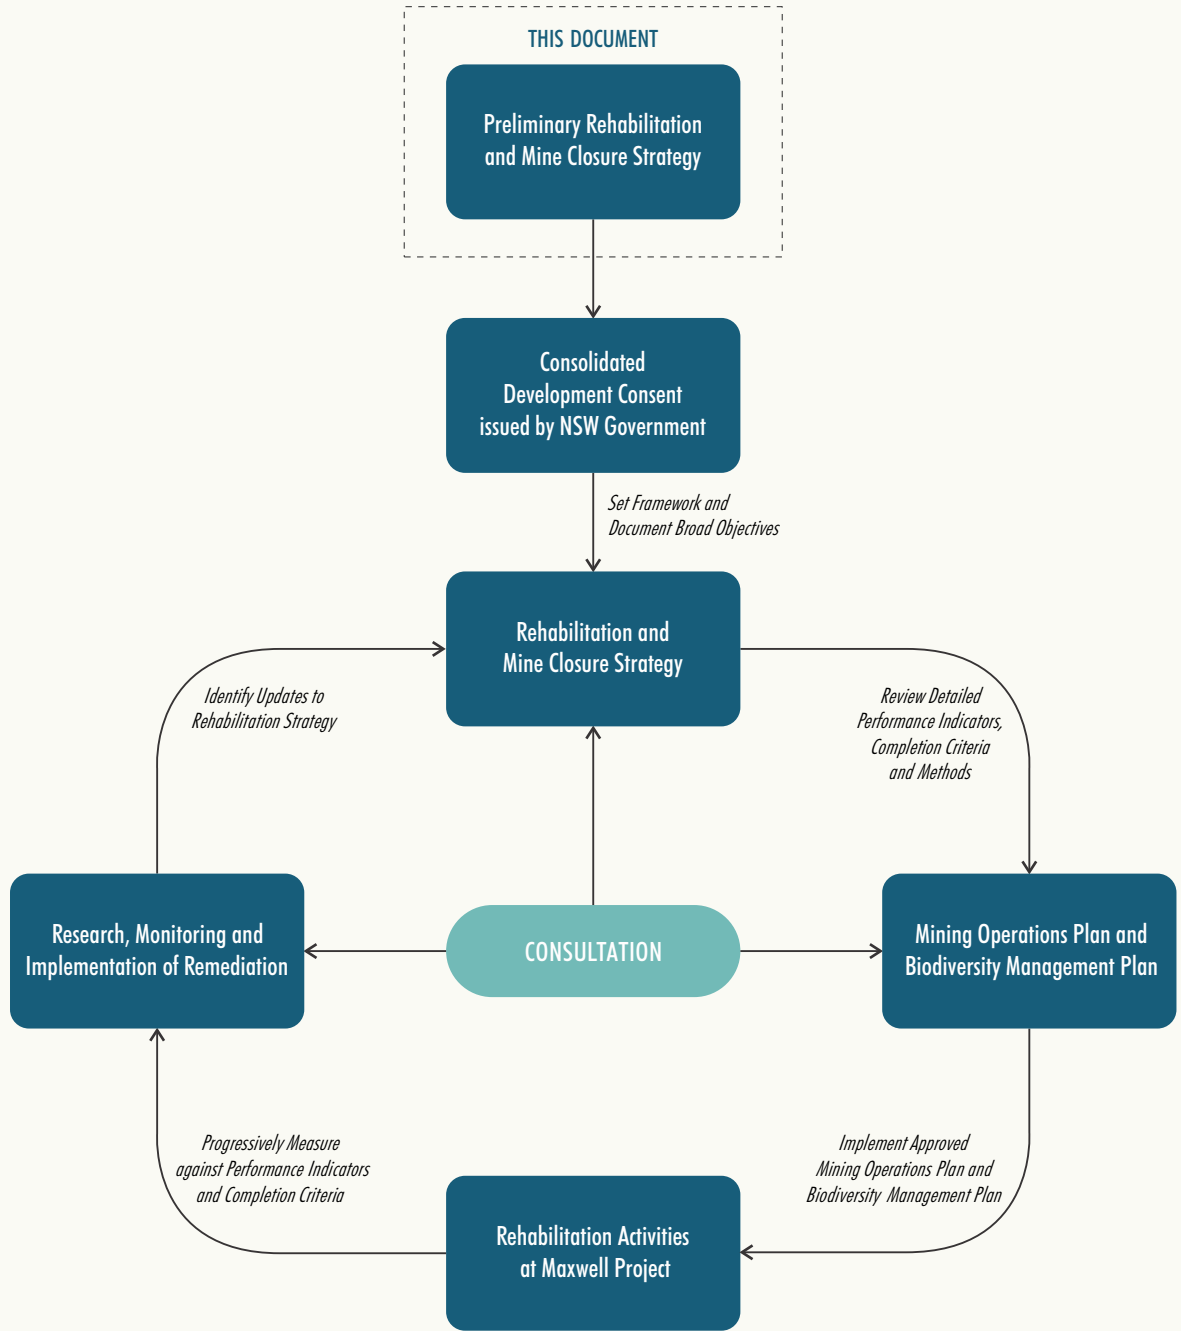 THIS DOCUMENT
Preliminary Rehabilitation
and Mine Closure Strategy
Consolidated
Development Consent
issued by NSW Government
Set Framework and
Document Broad Objectives
Rehabilitation and
Mine Closure Strategy
Identify Updates to
Rehabilitation Strategy
Review Detailed
Performance Indicators,
Completion Criteria
and Methods
Research, Monitoring and
Implementation of Remediation
CONSULTATION
Mining Operations Plan and
Biodiversity Management Plan
Progressively Measure
against Performance Indicators
and Completion Criteria
Implement Approved
Mining Operations Plan and
Biodiversity Management Plan
Rehabilitation Activities
at Maxwell Project